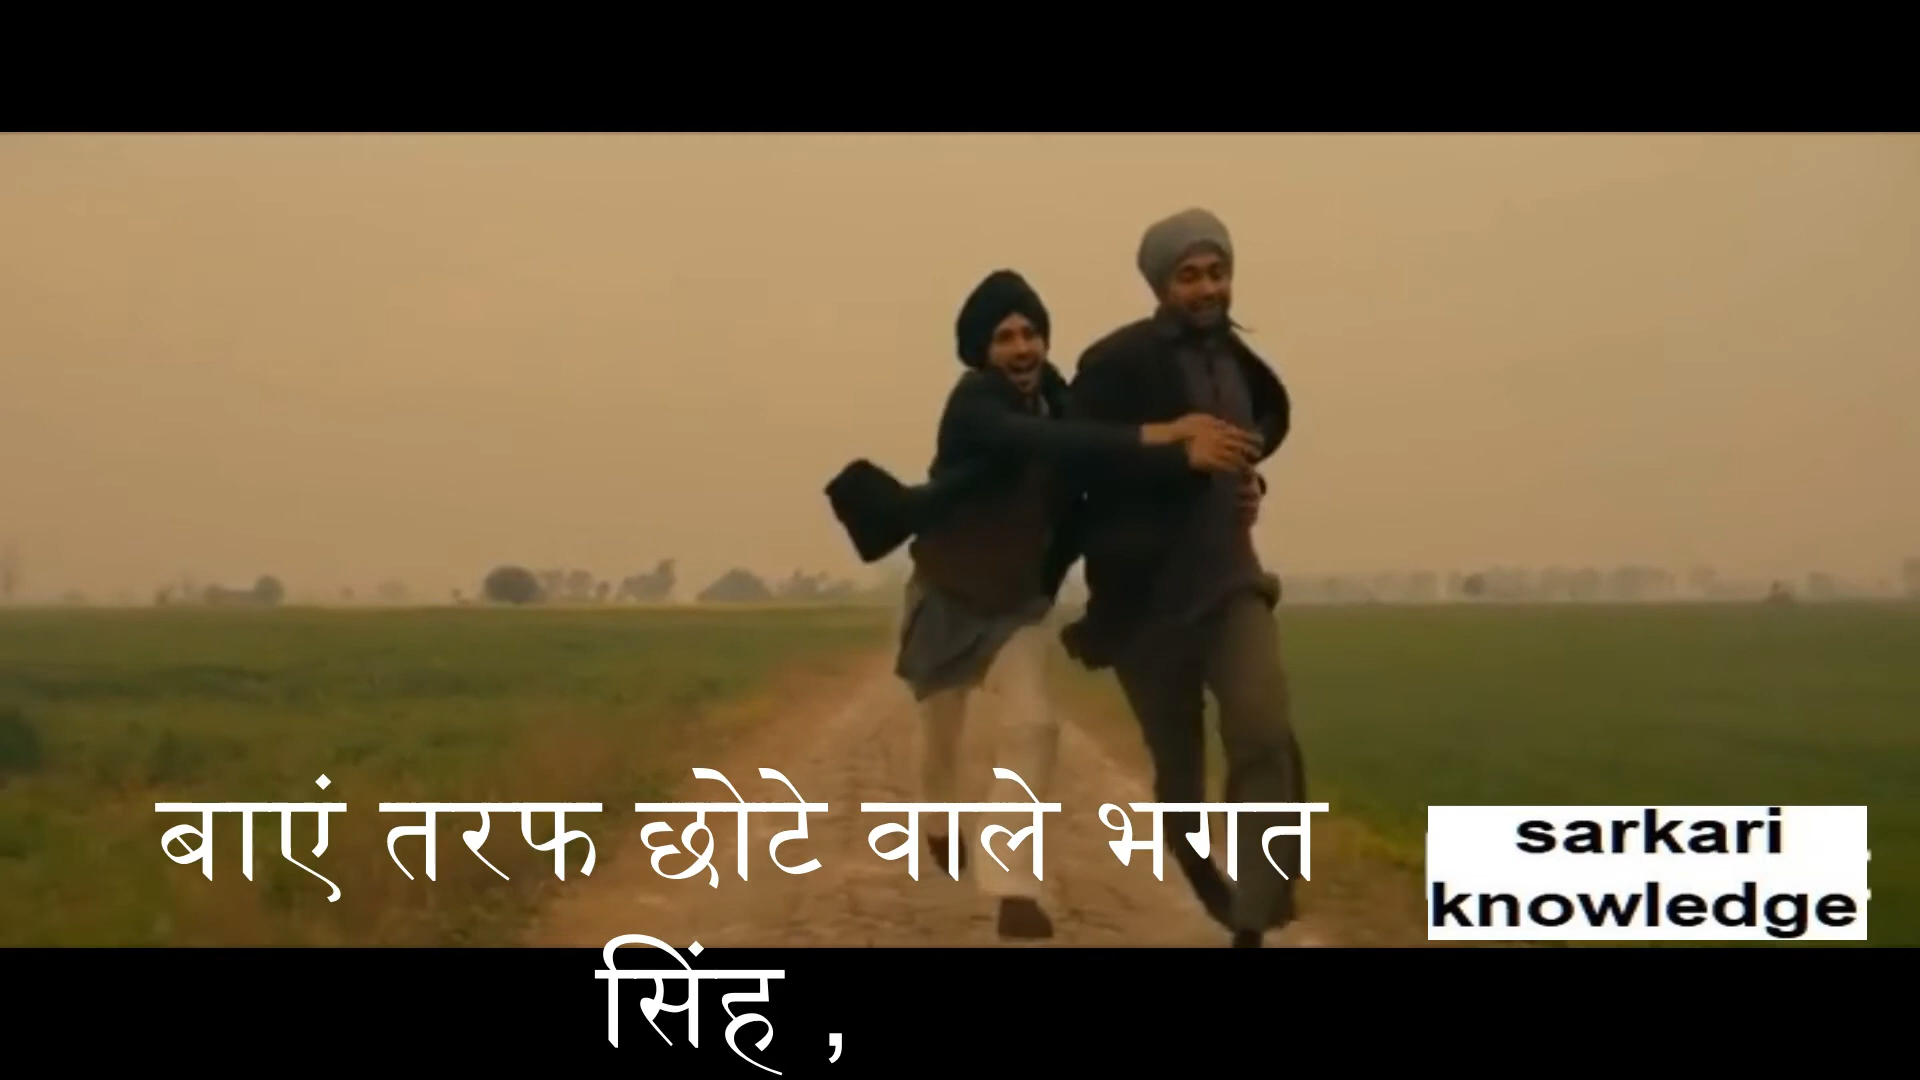 बाएं तरफ छोटे वाले भगत
सिंह ,
sarkari
knowledge